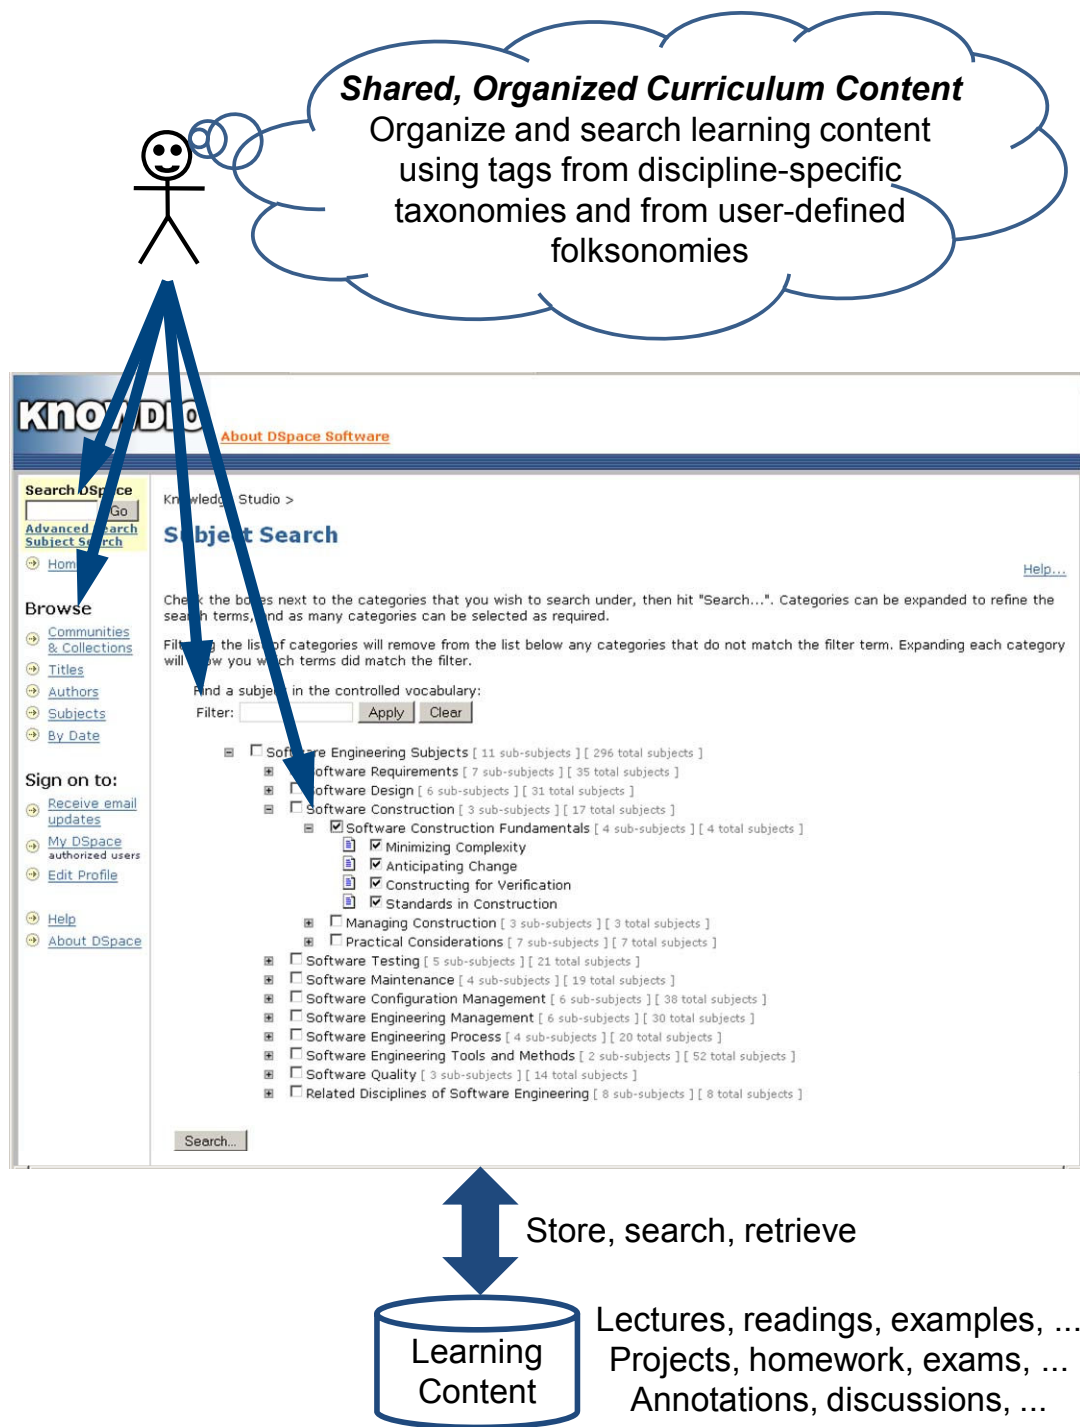 Shared, Organized Curriculum Content
Organize and search learning content
using tags from discipline-specific
taxonomies and from user-defined
folksonomies
KNOWDIO
About DSpace Software
Search DSpace
Go
Advanced Search
Subject Search
Home
Browse
Communities
& Collections
Titles
Authors
Subjects
By Date
Sign on to:
Receive email
updates
My DSpace
authorized users
Edit Profile
Help
About DSpace
Knowledge Studio >
Subject Search
Help...
Check the boxes next to the categories that you wish to search under, then hit "Search...". Categories can be expanded to refine the
search terms, and as many categories can be selected as required.
Filtering the list of categories will remove from the list below any categories that do not match the filter term. Expanding each category
will show you which terms did match the filter.
Find a subject in the controlled vocabulary:
Filter: Apply Clear
Software Engineering Subjects [ 11 sub-subjects ] [ 296 total subjects ]
Software Requirements [ 7 sub-subjects ] [ 35 total subjects ]
Software Design [ 6 sub-subjects ] [ 31 total subjects ]
Software Construction [ 3 sub-subjects ] [ 17 total subjects ]
Software Construction Fundamentals [ 4 sub-subjects ] [ 4 total subjects ]
Minimizing Complexity
Anticipating Change
Constructing for Verification
Standards in Construction
Managing Construction [ 3 sub-subjects ] [ 3 total subjects ]
Practical Considerations [ 7 sub-subjects ] [ 7 total subjects ]
Software Testing [ 5 sub-subjects ] [ 21 total subjects ]
Software Maintenance [ 4 sub-subjects ] [ 19 total subjects ]
Software Configuration Management [ 6 sub-subjects ] [ 38 total subjects ]
Software Engineering Management [ 6 sub-subjects ] [ 30 total subjects ]
Software Engineering Process [ 4 sub-subjects ] [ 20 total subjects ]
Software Engineering Tools and Methods [ 2 sub-subjects ] [ 52 total subjects ]
Software Quality [ 3 sub-subjects ] [ 14 total subjects ]
Related Disciplines of Software Engineering [ 8 sub-subjects ] [ 8 total subjects ]
Search...
Store, search, retrieve
Learning
Content
Lectures, readings, examples, ...
Projects, homework, exams, ...
Annotations, discussions, ...